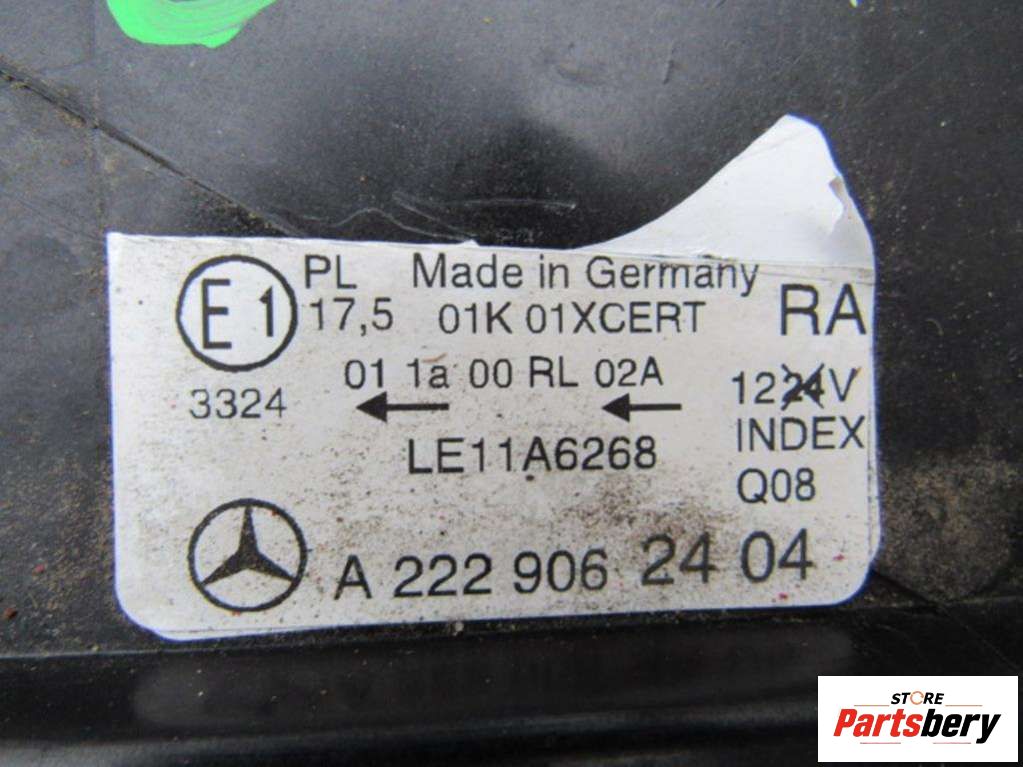 E1
PL Made in Germany
17,5 01K 01XCERT RA
01 1a 00 RL 02A
3324
12 24V
LE11A6268
INDEX
Q08
A 222 906 24 04
STORE
Partsbery